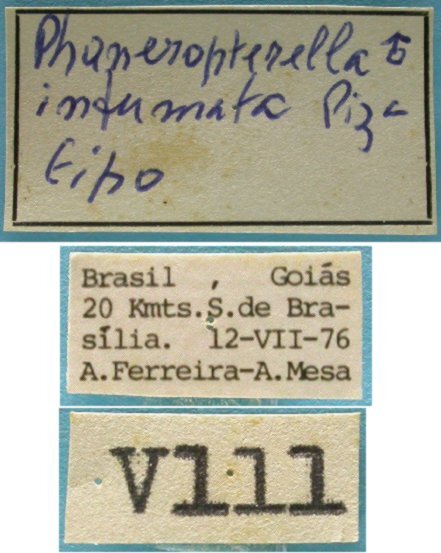 Phaneropterella ♂
infumata Piza
tipo
Brasil , Goiás
20 Kmts.S.de Bra-
sília. 12-VII-76
A.Ferreira-A.Mesa
V111